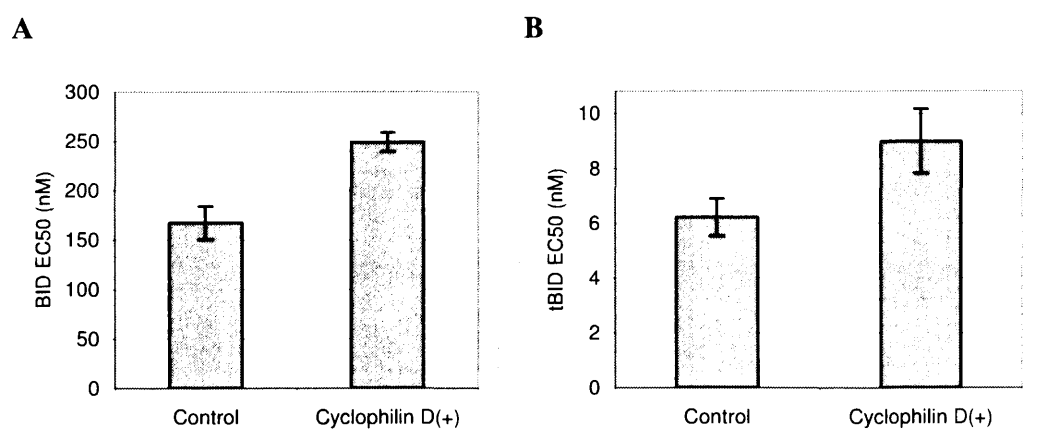 A
BID EC50 (nM)
300
250
200
150
100
50
0
Control
Cyclophilin D(+)
B
tBID EC50 (nM)
10
8
6
4
2
0
Control
Cyclophilin D(+)